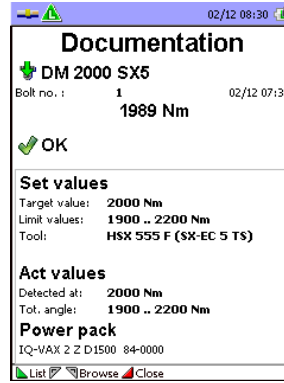 02/12 08:30
Documentation
DM 2000 SX5
Bolt no. : 1 02/12 07:3
1989 Nm
OK
Set values
Target value: 2000 Nm
Limit values: 1900 .. 2200 Nm
Tool: HSX 555 F (SX-EC 5 TS)
Act values
Detected at: 2000 Nm
Tot. angle: 1900 .. 2200 Nm
Power pack
IQ-VAX 2 Z D1500 84-0000
List Browse Close